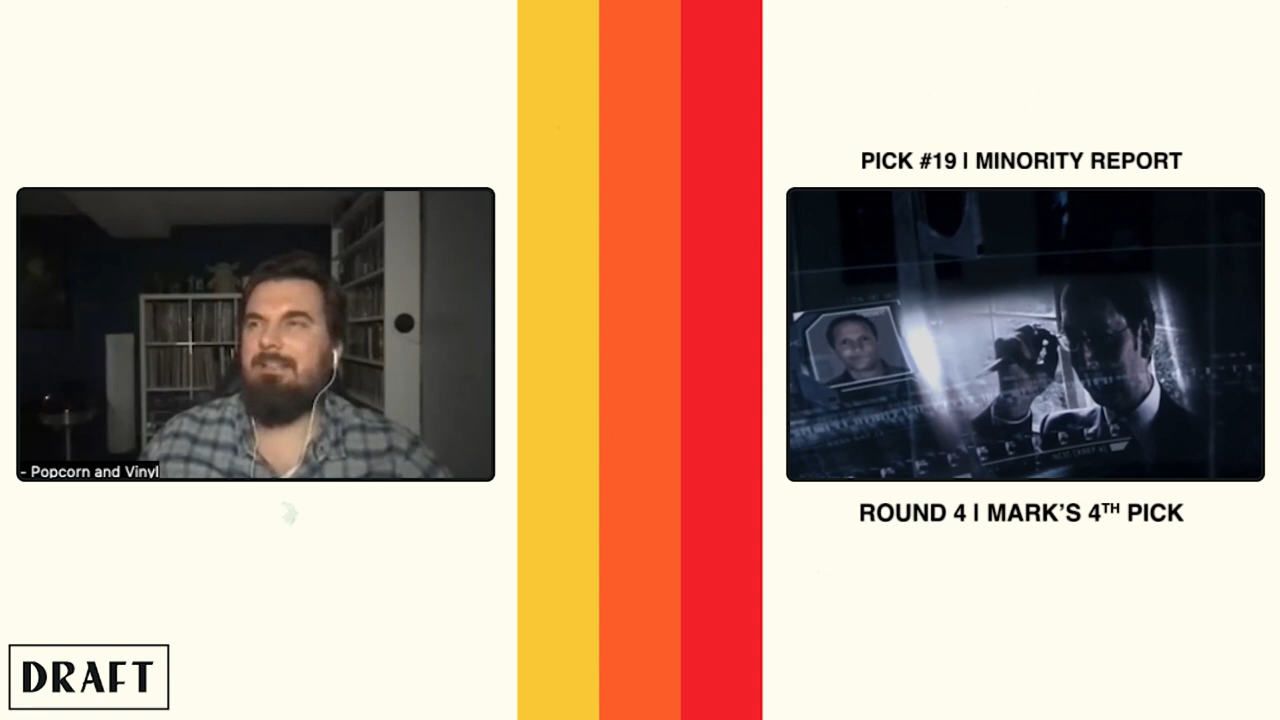 PICK #19 | MINORITY REPORT
- Popcorn and Vinyl
ROUND 4 | MARK'S 4TH PICK
DRAFT